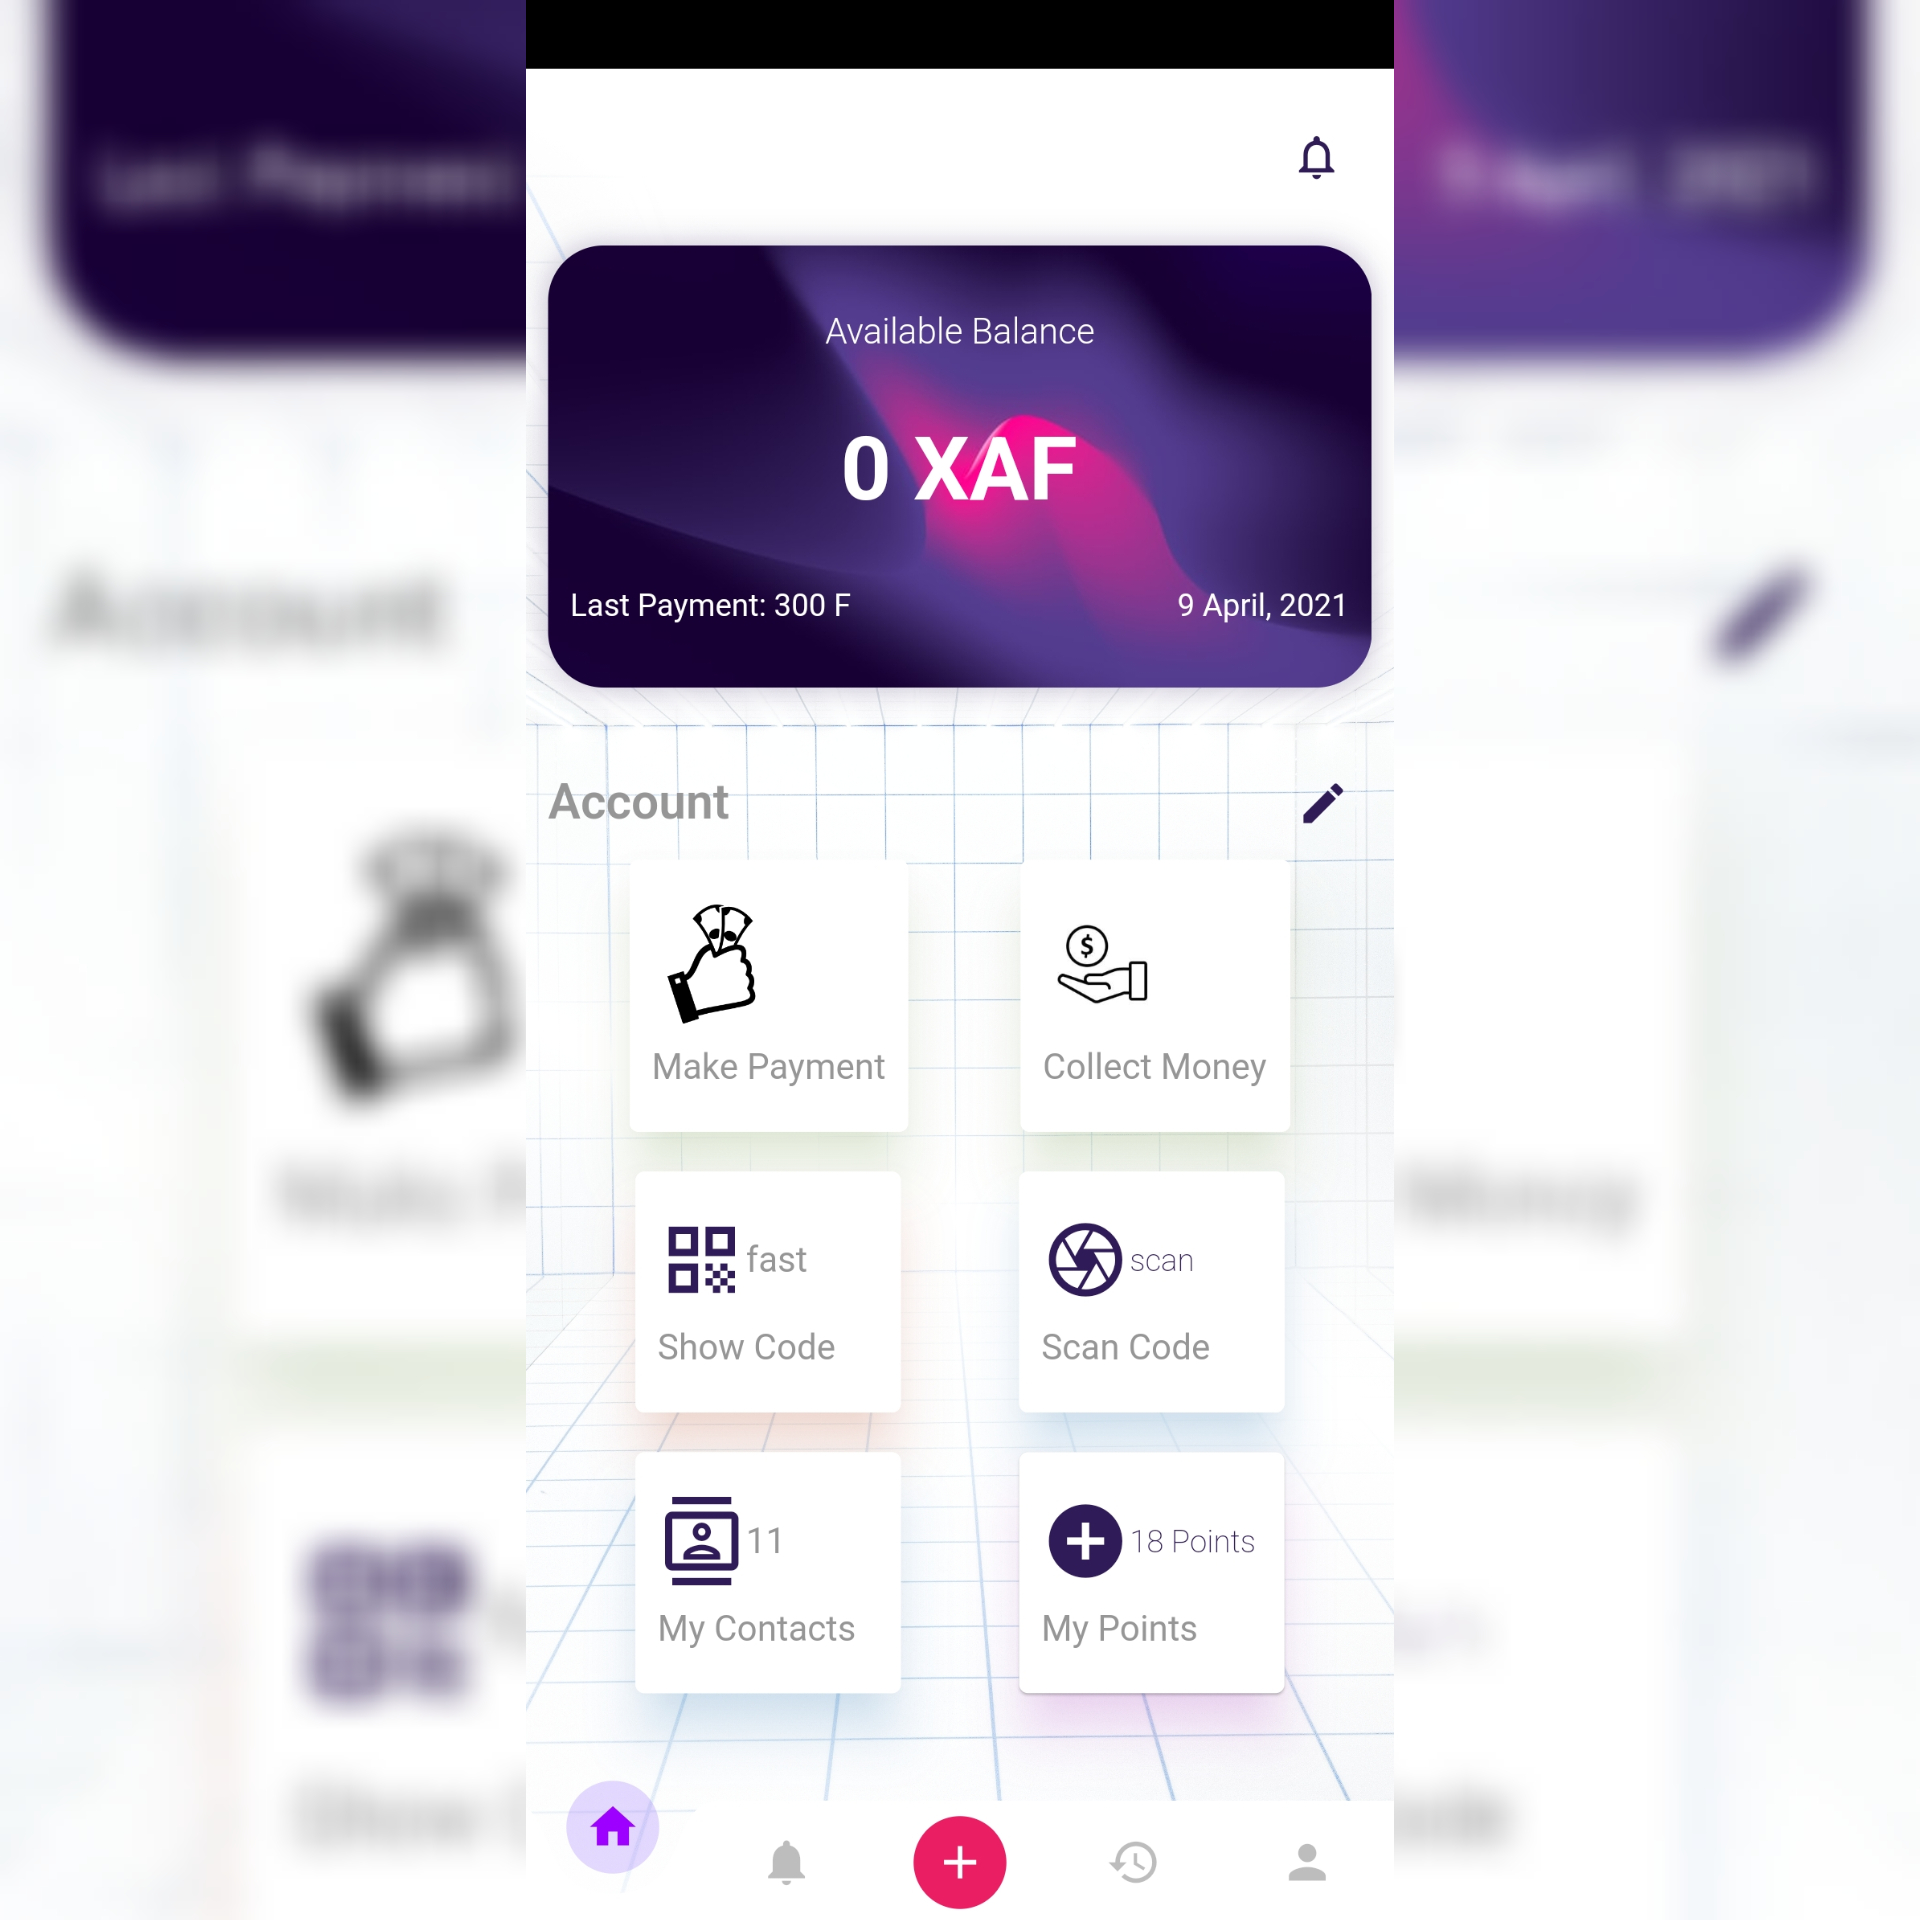 Available Balance
0 XAF
Last Payment: 300 F
9 April, 2021
Account
Make Payment
Collect Money
$
fast
Show Code
scan
Scan Code
11
My Contacts
18 Points
My Points